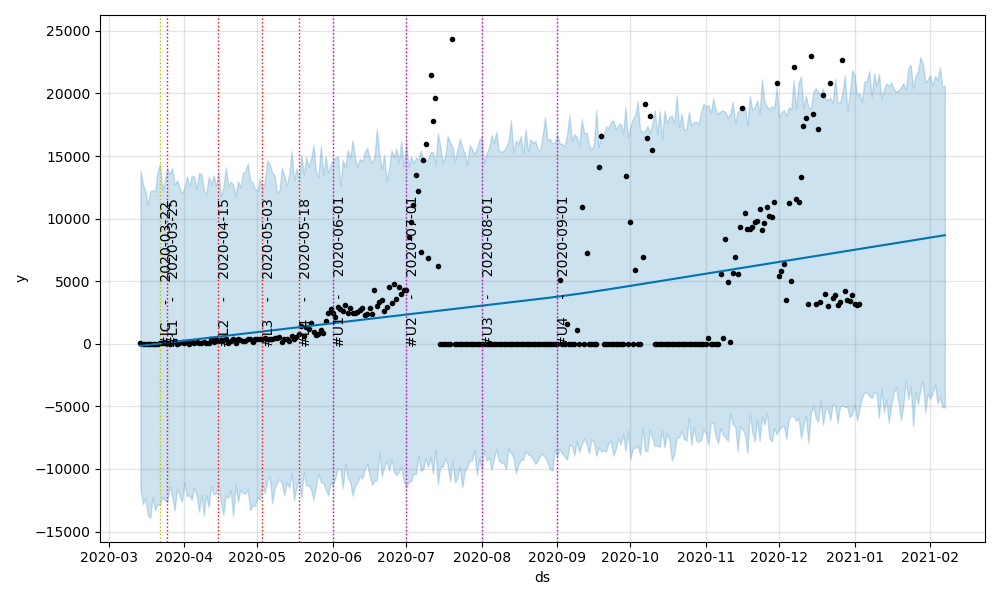 25000
20000
15000
10000
5000
0
−5000
−10000
−15000
y
#JC - 2020-03-22
#L1 - 2020-03-25
#L2 - 2020-04-15
#L3 - 2020-05-03
#L4 - 2020-05-18
#U1 - 2020-06-01
#U2 - 2020-07-01
#U3 - 2020-08-01
#U4 - 2020-09-01
2020-03 2020-04 2020-05 2020-06 2020-07 2020-08 2020-09 2020-10 2020-11 2020-12 2021-01 2021-02
ds